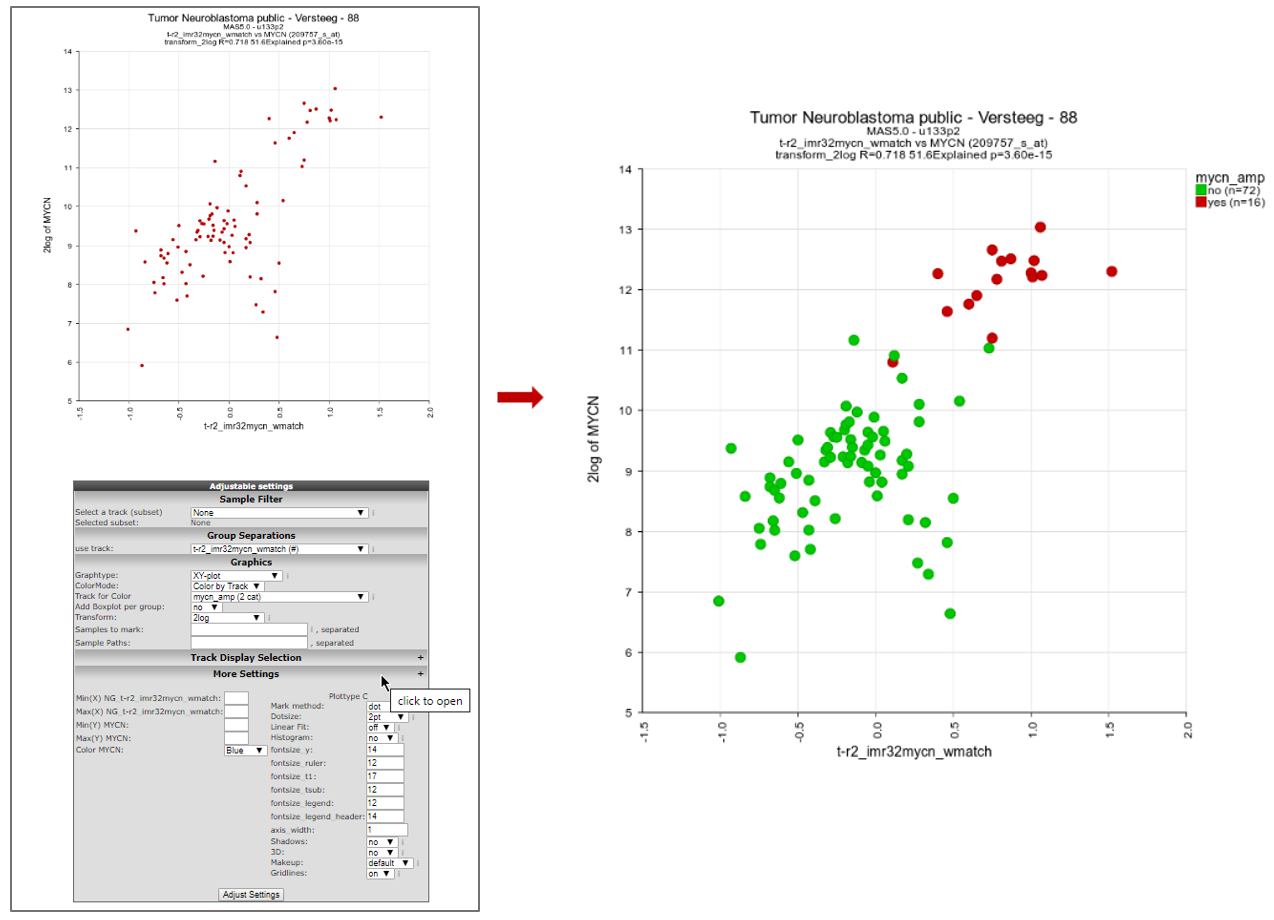 Tumor Neuroblastoma public - Versteeg - 88
MAS5.0 - u133p2
t-r2_imr32mycn_wmatch vs MYCN (209757_s_at)
transform_2log R=0.718 51.6Explained p=3.60e-15
14
13
12
11
10
9
8
7
6
5
2log of MYCN
-1.5
-1.0
-0.5
0.0
0.5
1.0
1.5
2.0
t-r2_imr32mycn_wmatch
Adjustable settings
Sample Filter
Select a track (subset) None ▼ i
Selected subset: None
Group Separations
use track: t-r2_imr32mycn_wmatch (#) ▼ i
Graphics
Graphtype: XY-plot ▼ i
ColorMode: Color by Track ▼
Track for Color mycn_amp (2 cat) ▼ i
Add Boxplot per group: no ▼
Transform: 2log ▼ i
Samples to mark: i , separated
Sample Paths: , separated
Track Display Selection +
More Settings +
click to open
Min(X) NG_t-r2_imr32mycn_wmatch:
Max(X) NG_t-r2_imr32mycn_wmatch:
Min(Y) MYCN:
Max(Y) MYCN:
Color MYCN: Blue ▼
Plottype C
Mark method: dot
Dotsize: 2pt ▼ i
Linear Fit: off ▼ i
Histogram: no ▼ i
fontsize_y: 14
fontsize_ruler: 12
fontsize_t1: 17
fontsize_tsub: 12
fontsize_legend: 12
fontsize_legend_header: 14
axis_width: 1
Shadows: no ▼ i
3D: no ▼ i
Makeup: default ▼ i
Gridlines: on ▼ i
Adjust Settings
Tumor Neuroblastoma public - Versteeg - 88
MAS5.0 - u133p2
t-r2_imr32mycn_wmatch vs MYCN (209757_s_at)
transform_2log R=0.718 51.6Explained p=3.60e-15
mycn_amp
no (n=72)
yes (n=16)
14
13
12
11
10
9
8
7
6
5
2log of MYCN
-1.5
-1.0
-0.5
0.0
0.5
1.0
1.5
2.0
t-r2_imr32mycn_wmatch